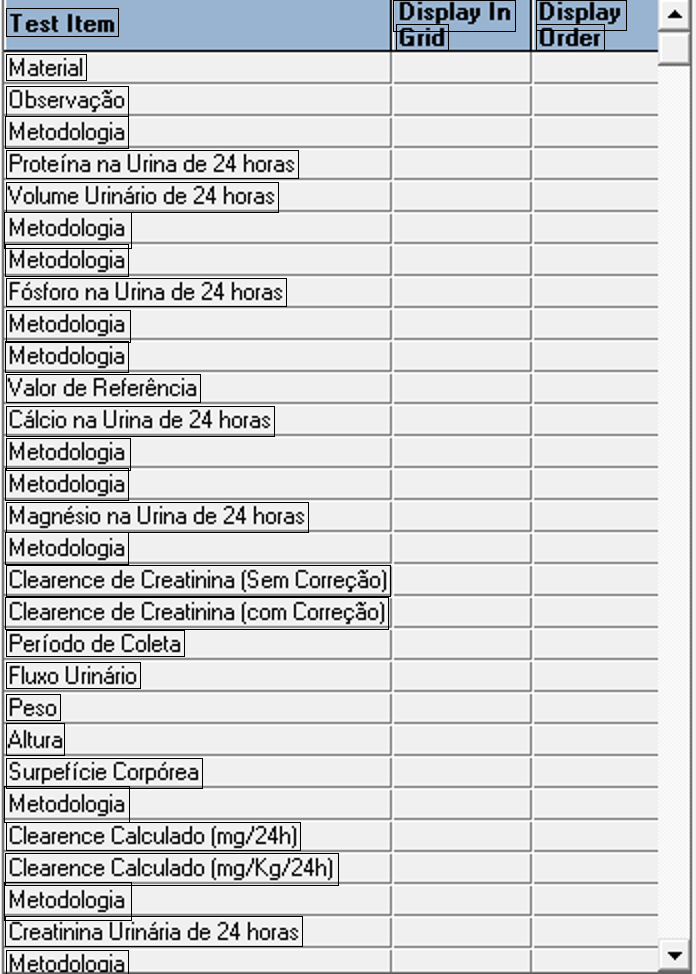 Test Item
Display In
Grid
Display
Order
Material
Observação
Metodologia
Proteína na Urina de 24 horas
Volume Urinário de 24 horas
Metodologia
Metodologia
Fósforo na Urina de 24 horas
Metodologia
Metodologia
Valor de Referência
Cálcio na Urina de 24 horas
Metodologia
Metodologia
Magnésio na Urina de 24 horas
Metodologia
Clearence de Creatinina (Sem Correção)
Clearence de Creatinina (com Correção)
Período de Coleta
Fluxo Urinário
Peso
Altura
Surpefície Corpórea
Metodologia
Clearence Calculado (mg/24h)
Clearence Calculado (mg/Kg/24h)
Metodologia
Creatinina Urinária de 24 horas
Metodologia